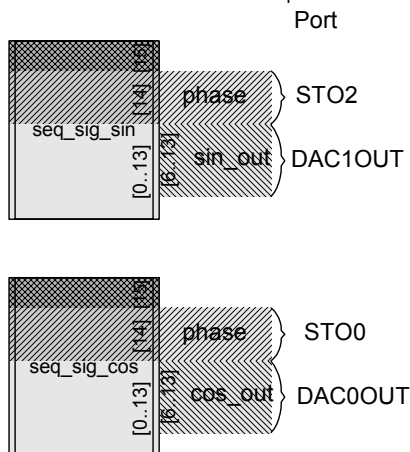 Port
[15]
[14]
phase
STO2
seq_sig_sin
[0..13]
[6..13]
sin_out
DAC1OUT
[15]
[14]
phase
STO0
seq_sig_cos
[0..13]
[6..13]
cos_out
DAC0OUT